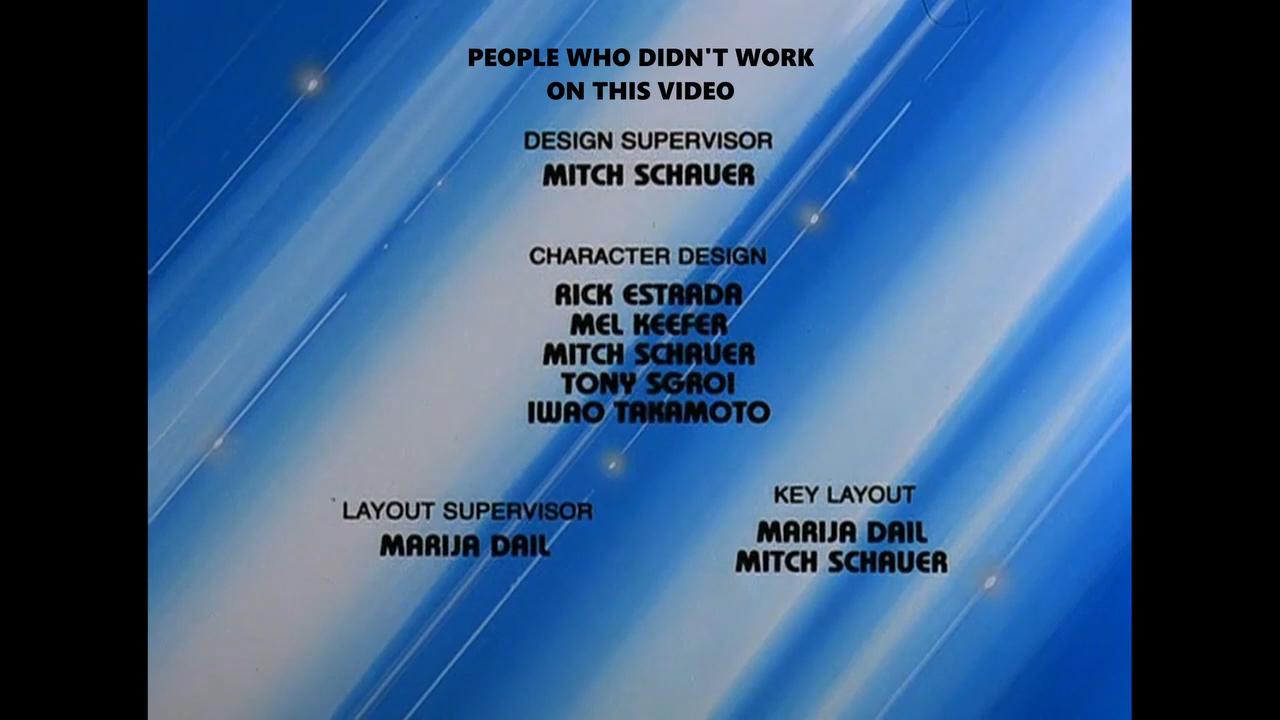 PEOPLE WHO DIDN'T WORK
ON THIS VIDEO
DESIGN SUPERVISOR
MITCH SCHAUER
CHARACTER DESIGN
RICK ESTRADA
MEL KEEFER
MITCH SCHAUER
TONY SGROI
IWAO TAKAMOTO
LAYOUT SUPERVISOR
MARIJA DAIL
KEY LAYOUT
MARIJA DAIL
MITCH SCHAUER